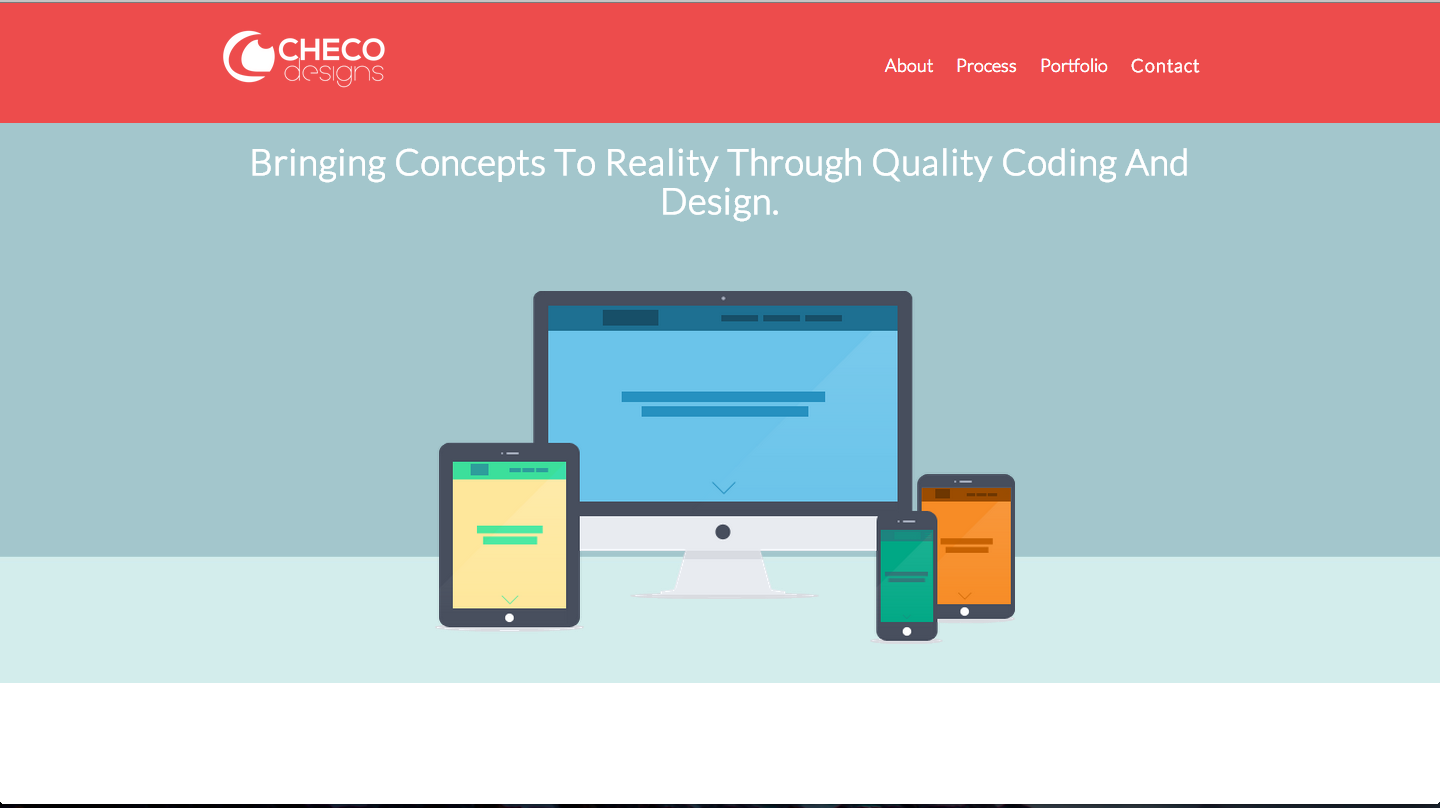 CHECO
designs
About Process Portfolio Contact
Bringing Concepts To Reality Through Quality Coding And
Design.